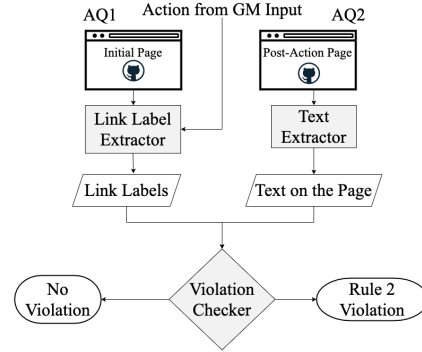 AQ1
Action from GM Input
AQ2
Initial Page
Post-Action Page
Link Label
Extractor
Text
Extractor
Link Labels
Text on the Page
No
Violation
Violation
Checker
Rule 2
Violation